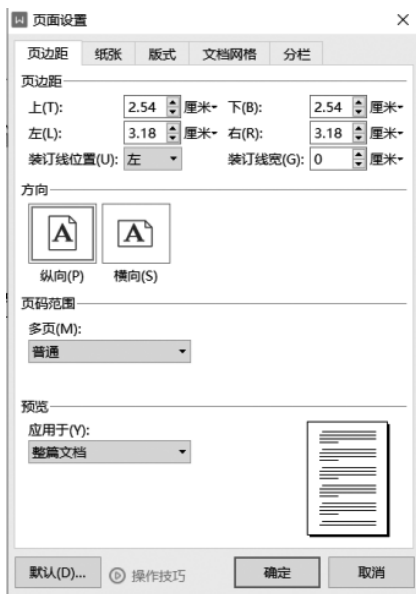 W 页面设置
页边距 纸张 版式 文档网格 分栏
页边距
上(T): 2.54 厘米 下(B): 2.54 厘米
左(L): 3.18 厘米 右(R): 3.18 厘米
装订线位置(U): 左 装订线宽(G): 0 厘米
方向
A A
纵向(P) 横向(S)
页码范围
多页(M):
普通
预览
应用于(Y):
整篇文档
默认(D)... 操作技巧 确定 取消